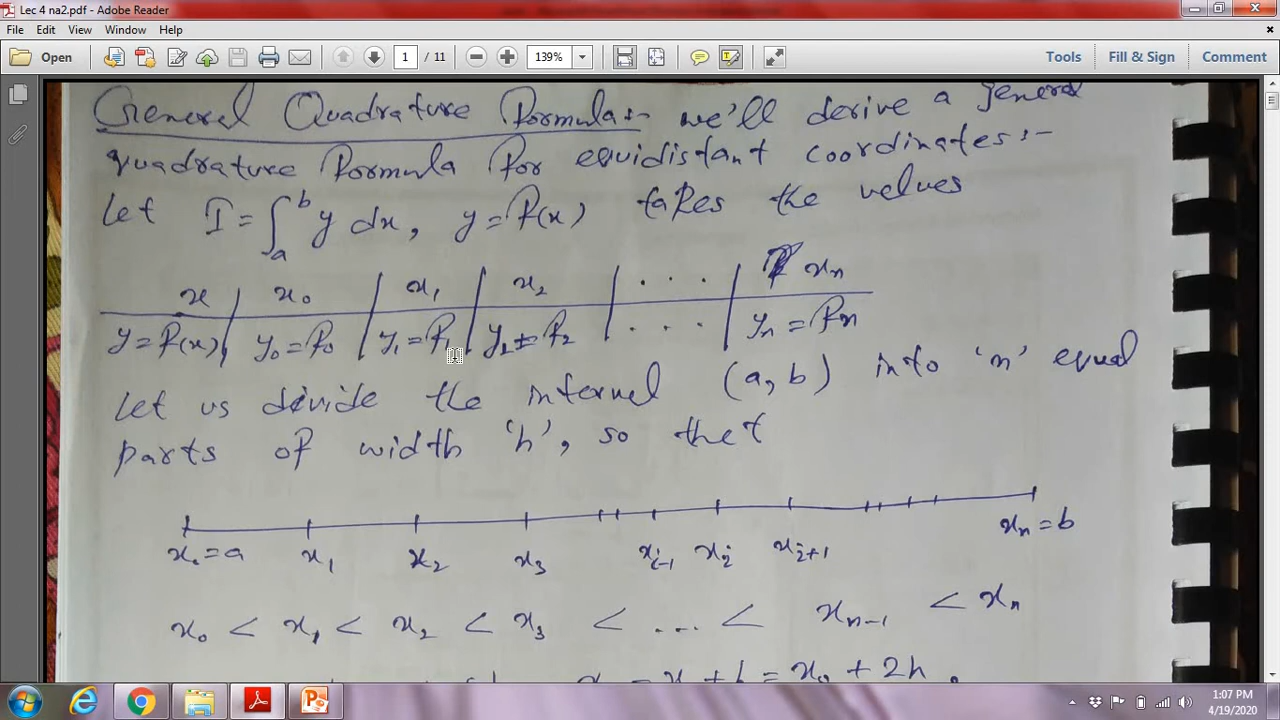 Lec 4 na2.pdf - Adobe Reader
File Edit View Window Help
Open 1 / 11 139% Tools Fill & Sign Comment
General Quadrature Formula:- we'll derive a general
quadrature formula for equidistant coordinates:-
Let I = ∫_a^b y dx, y = f(x) takes the values
x | x₀ | x₁ | x₂ | ... | xₙ
y = f(x) | y₀ = f₀ | y₁ = f₁ | y₂ = f₂ | ... | yₙ = fₙ
Let us divide the interval (a, b) into 'n' equal
parts of width 'h', so that
x₀ = a x₁ x₂ x₃ xᵢ₋₁ xᵢ xᵢ₊₁ xₙ = b
x₀ < x₁ < x₂ < x₃ < ... < xₙ₋₁ < xₙ
+ h = x₀ + 2h
1:07 PM
4/19/2020